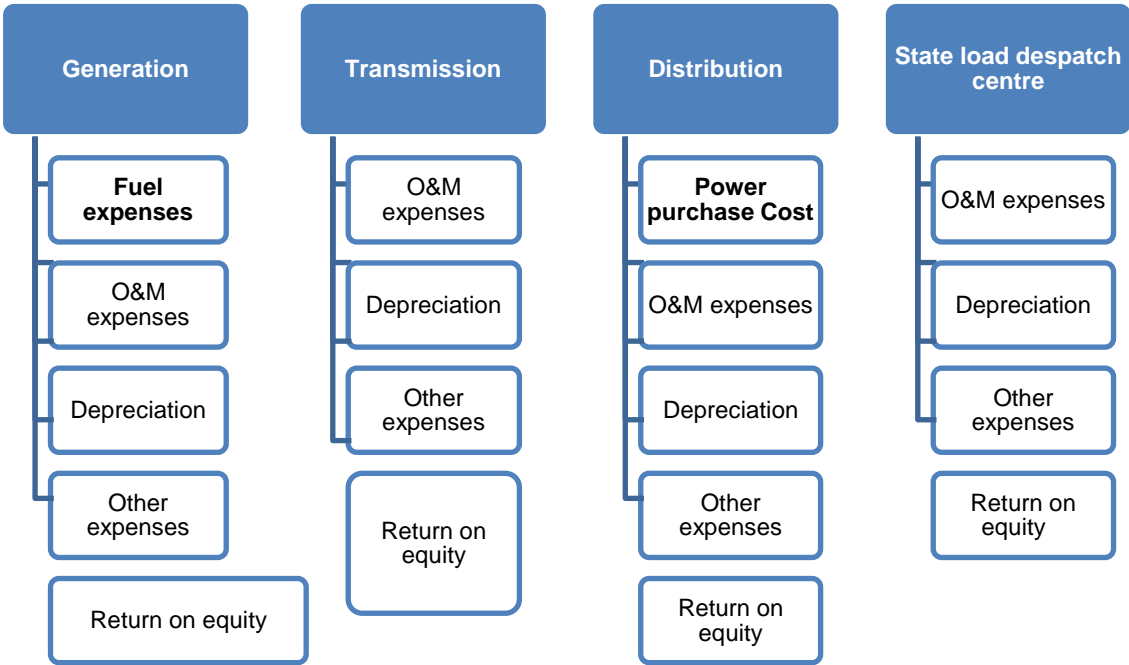 Generation
Fuel
expenses
O&M
expenses
Depreciation
Other
expenses
Return on equity
Transmission
O&M
expenses
Depreciation
Other
expenses
Return on
equity
Distribution
Power
purchase Cost
O&M expenses
Depreciation
Other
expenses
Return on
equity
State load despatch
centre
O&M expenses
Depreciation
Other
expenses
Return on
equity